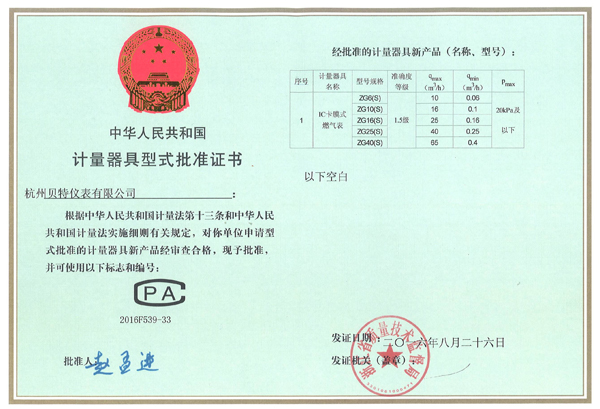 中华人民共和国
计量器具型式批准证书
杭州贝特仪表有限公司 :
根据中华人民共和国计量法第十三条和中华人民
共和国计量法实施细则有关规定，对你单位申请型
式批准的计量器具新产品经审查合格，现予批准，
并可使用以下标志和编号:
CPA
2016F539-33
批准人
经批准的计量器具新产品（名称、型号）:
序号 计量器具名称 型号规格 准确度等级 qmax (m³/h) qmin (m³/h) pmax
1 IC卡膜式燃气表 1.5级 20kPa及以下
ZG6(S) 10 0.06
ZG10(S) 16 0.1
ZG16(S) 25 0.16
ZG25(S) 40 0.25
ZG40(S) 65 0.4
以下空白
发证日期: 二〇一六年八月二十六日
发证机关（盖章）:
浙江省质量技术监督局